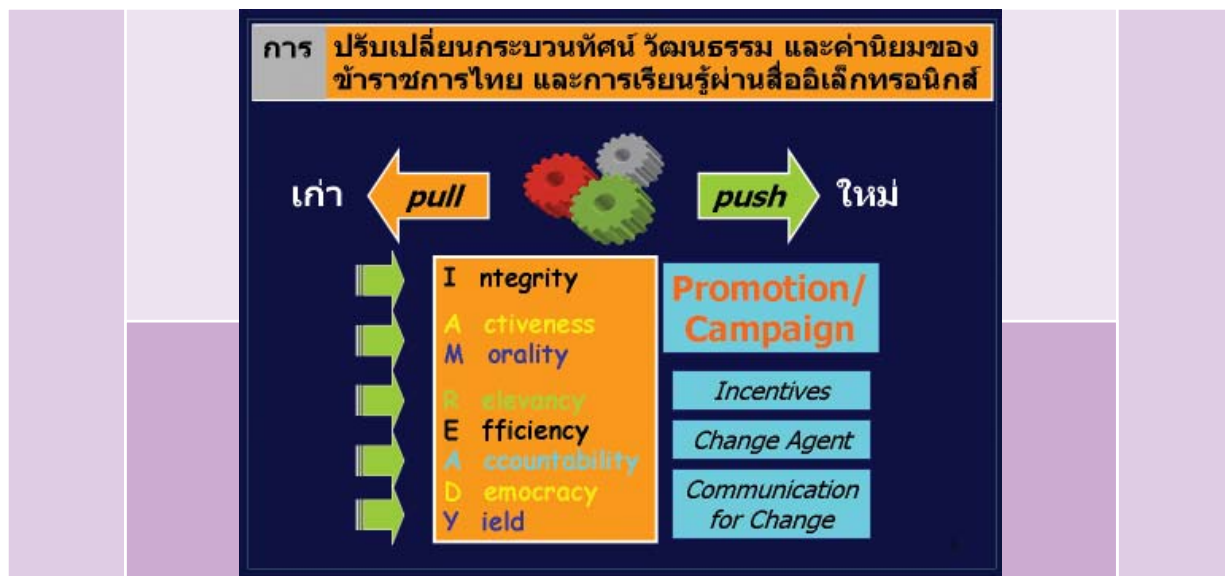 การ ปรับเปลี่ยนกระบวนทัศน์ วัฒนธรรม และค่านิยมของ
ข้าราชการไทย และการเรียนรู้ผ่านสื่ออิเล็กทรอนิกส์
เก่า pull push ใหม่
I ntegrity
A ctiveness
M orality
R elevancy
E fficiency
A ccountability
D emocracy
Y ield
Promotion/
Campaign
Incentives
Change Agent
Communication
for Change